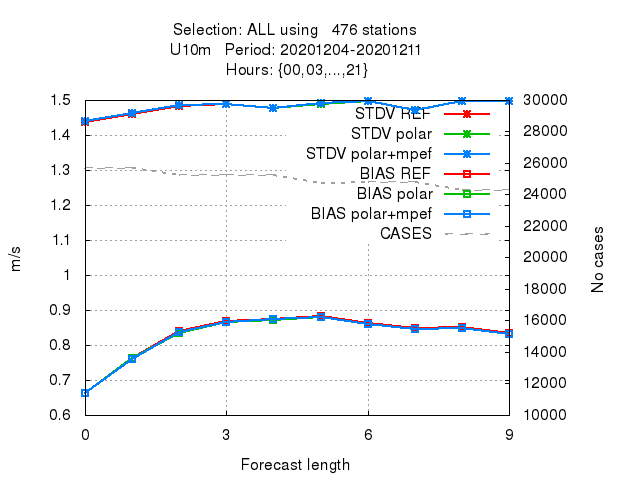 Selection: ALL using   476 stations
U10m   Period: 20201204-20201211
Hours: {00,03,...,21}
1.5
1.4
1.3
1.2
1.1
1
0.9
0.8
0.7
0.6
m/s
30000
28000
26000
24000
22000
20000
18000
16000
14000
12000
10000
No cases
STDV REF
STDV polar
STDV polar+mpef
BIAS REF
BIAS polar
BIAS polar+mpef
CASES
0 3 6 9
Forecast length